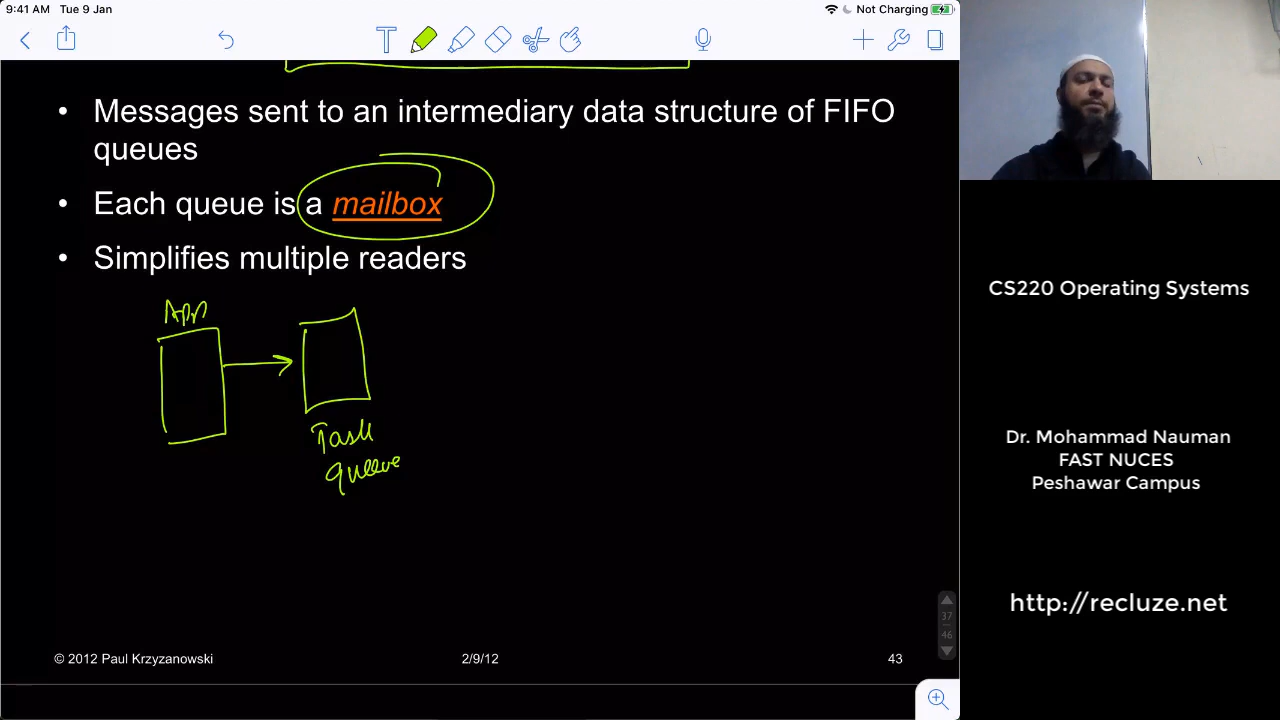 9:41 AM Tue 9 Jan
Not Charging
T
• Messages sent to an intermediary data structure of FIFO
queues
• Each queue is a mailbox
• Simplifies multiple readers
App
Task
queue
37
46
© 2012 Paul Krzyzanowski
2/9/12
43
CS220 Operating Systems
Dr. Mohammad Nauman
FAST NUCES
Peshawar Campus
http://recluze.net